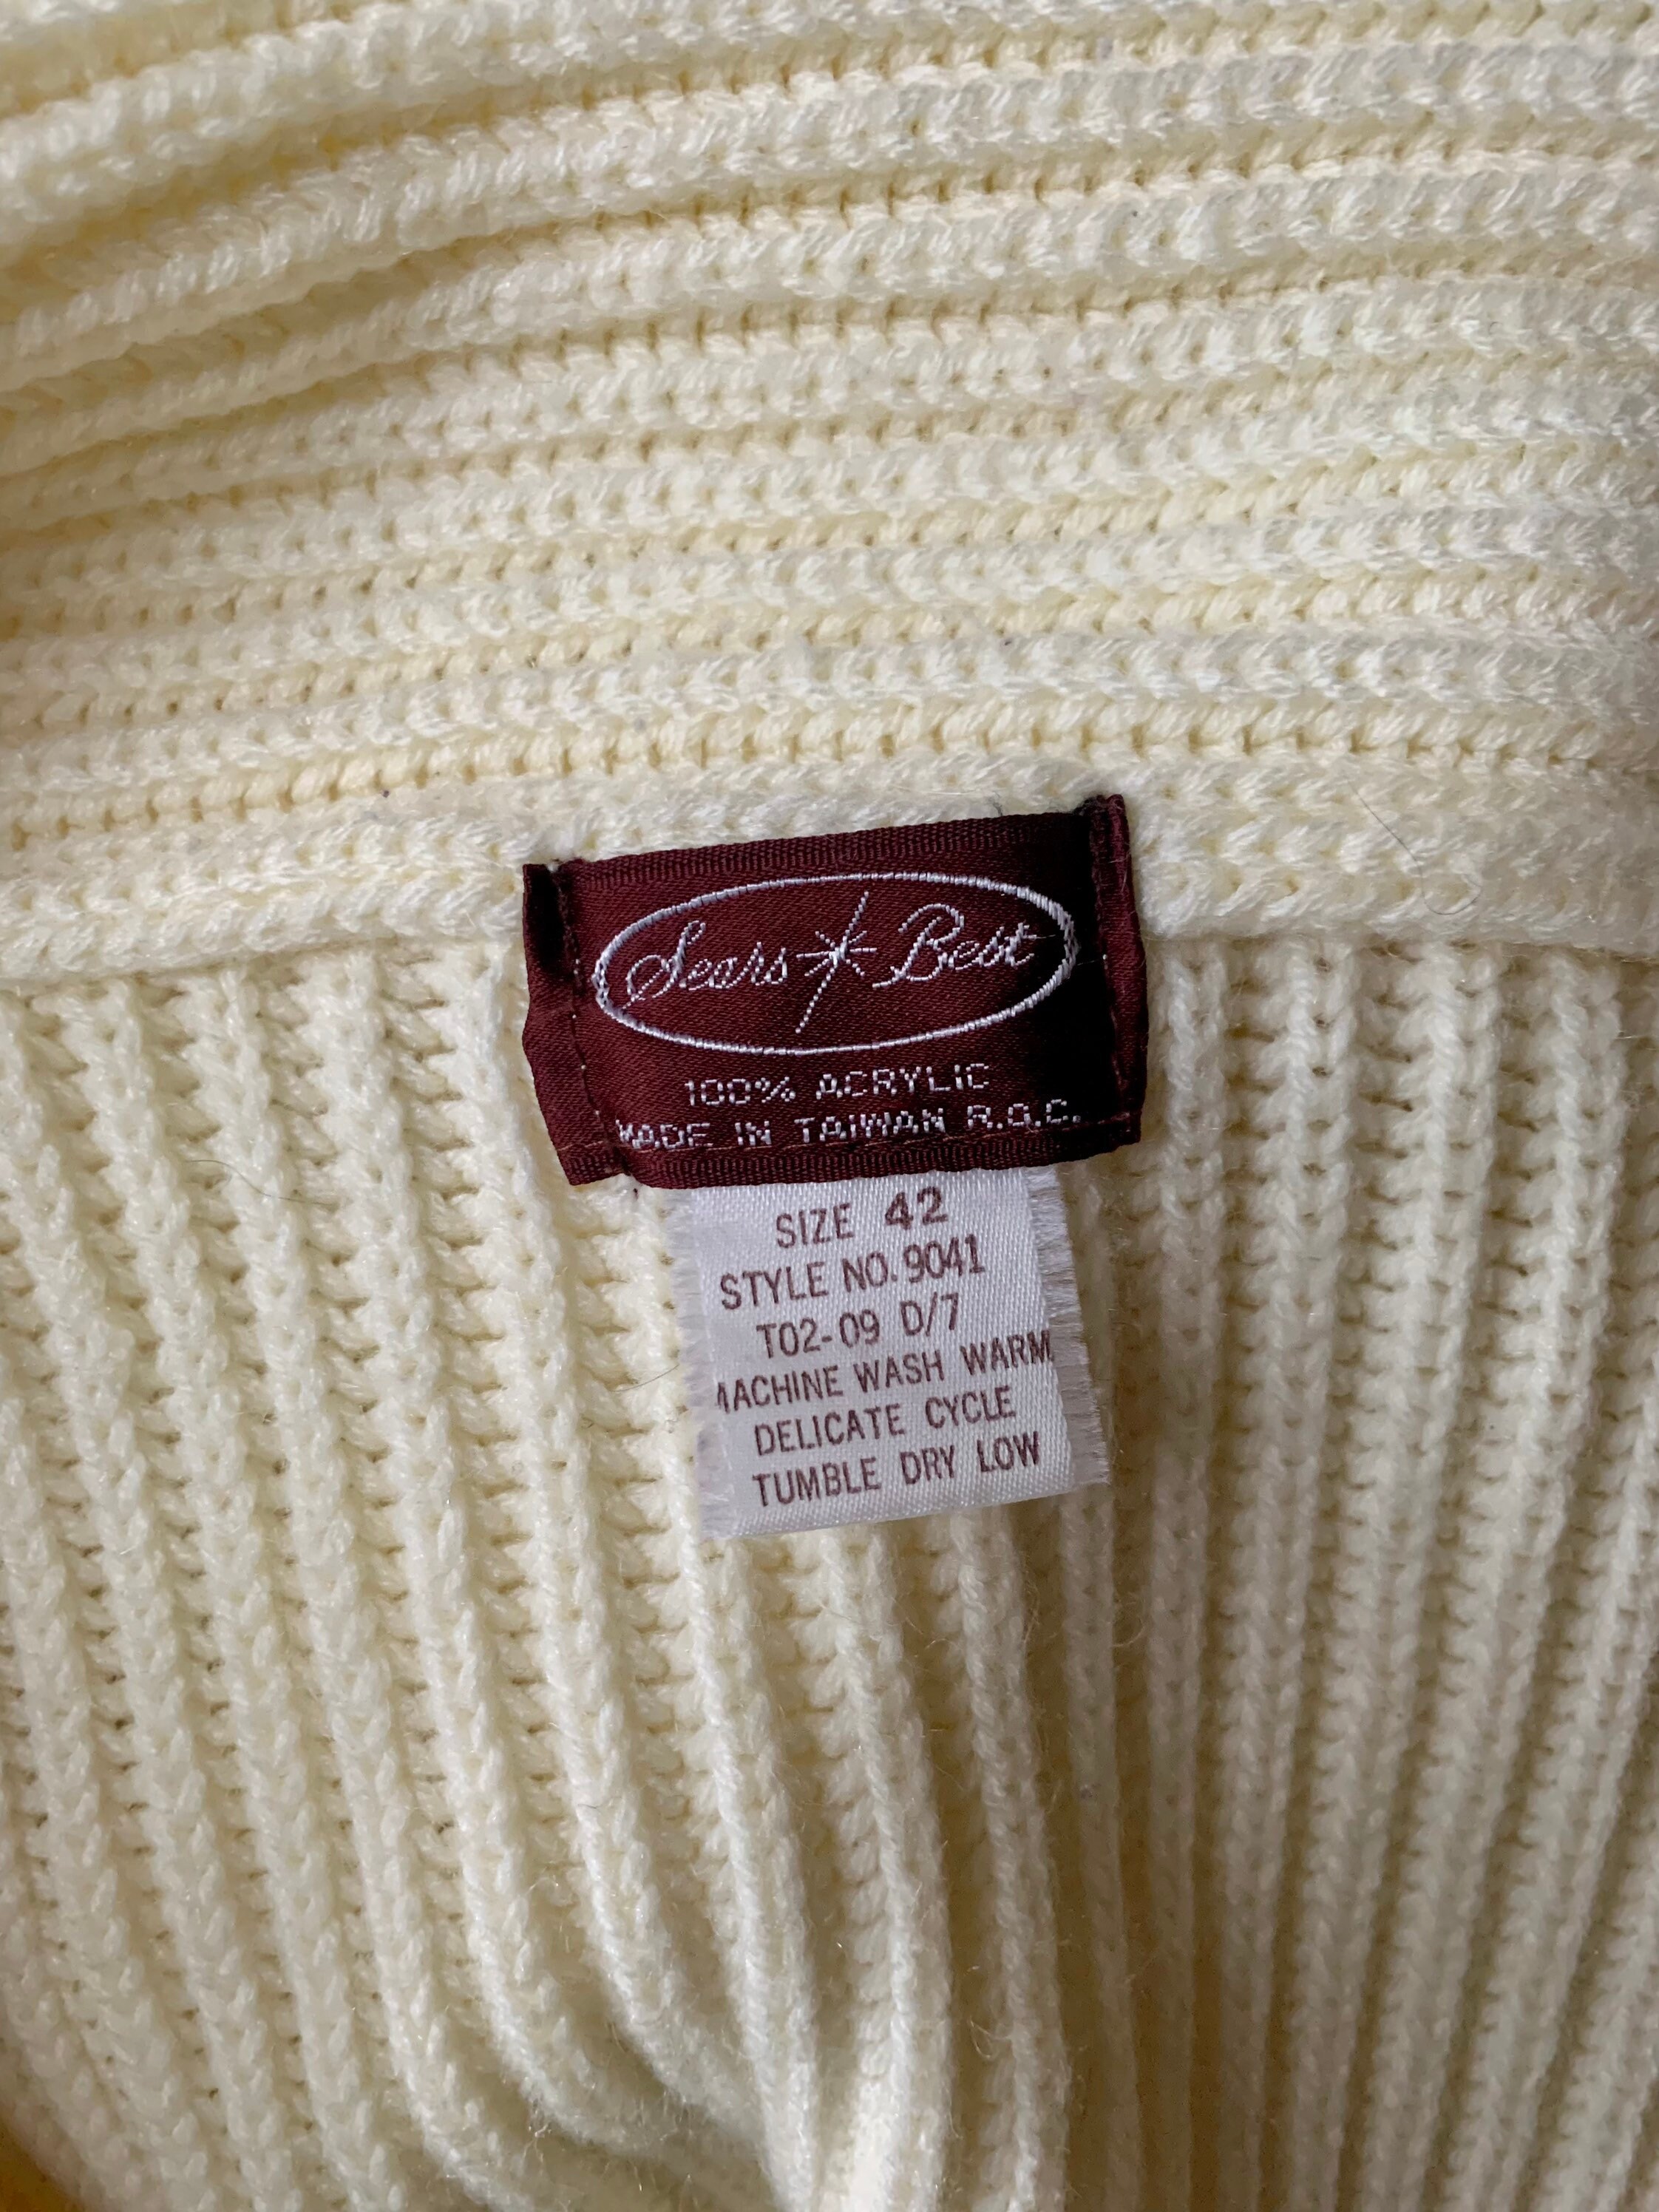 Sears Best
100% ACRYLIC
MADE IN TAIWAN R.O.C.
SIZE 42
STYLE NO. 9041
T02-09 D/7
MACHINE WASH WARM
DELICATE CYCLE
TUMBLE DRY LOW